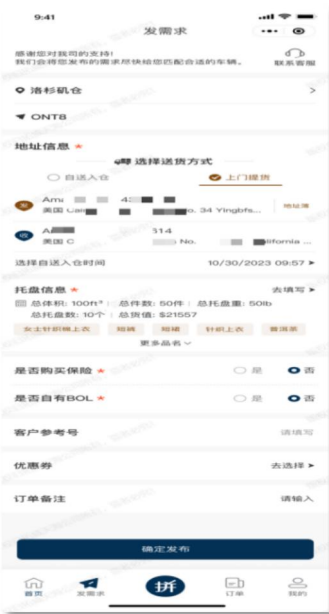 9:41
发需求
感谢您对我司的支持!
我们会将您发布的需求尽快给您匹配合适的车辆。
联系客服
洛杉矶仓
ONT8
地址信息 *
选择送货方式
自送入仓
上门提货
发
美国
No. 34 Yingbfs...
地址簿
收
514
美国 C
No.
lifornia ...
选择自送入仓时间
10/30/2023 09:57
托盘信息 *
去填写
总体积: 100ft³ | 总件数: 50件 | 总托盘重: 50lb
总托盘数: 10个 | 总货值: $21557
女士针织棉上衣 短裤 短裙 针织上衣 普洱茶
更多品名
是否购买保险 * 是 否
是否自有BOL * 是 否
客户参考号 请填写
优惠券 去选择
订单备注 请输入
确定发布
拼
首页 发需求 订单 我的